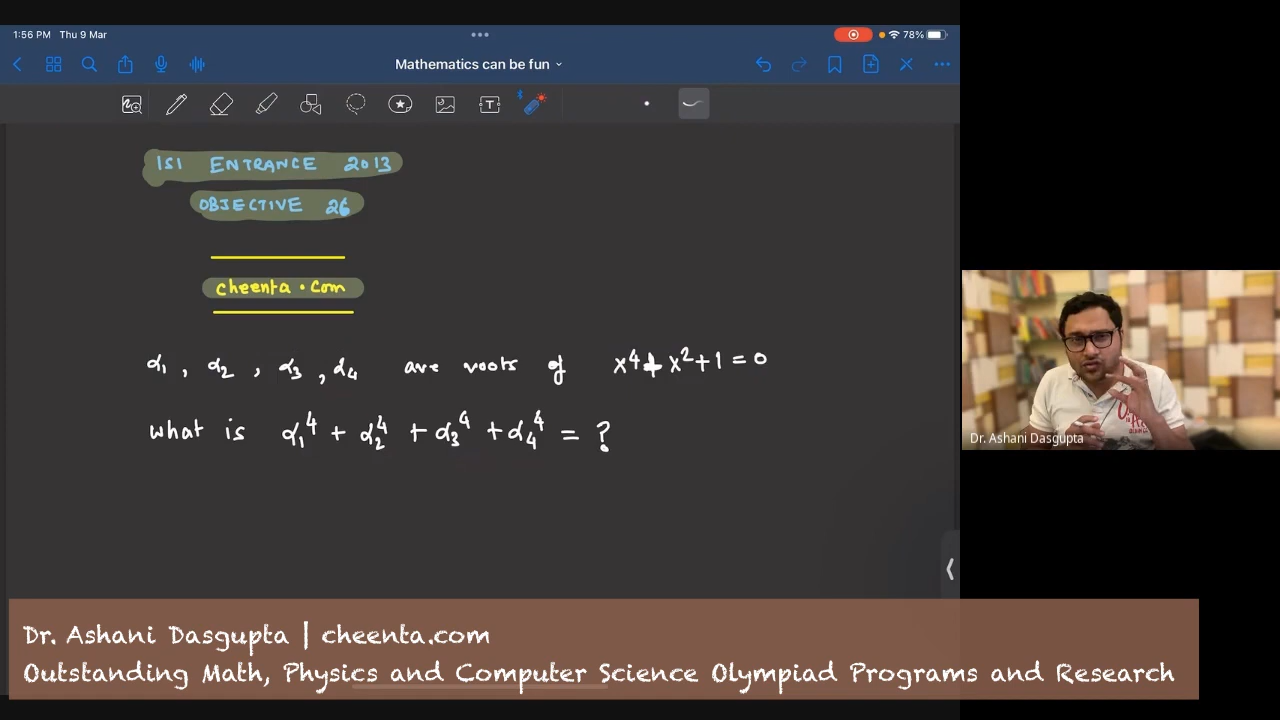 1:56 PM Thu 9 Mar
78%
Mathematics can be fun
T
ISI ENTRANCE 2013
OBJECTIVE 26
cheenta.com
α₁, α₂, α₃, α₄ are roots of x⁴+x²+1=0
what is α₁⁴ + α₂⁴ + α₃⁴ + α₄⁴ = ?
Dr. Ashani Dasgupta
Dr. Ashani Dasgupta | cheenta.com
Outstanding Math, Physics and Computer Science Olympiad Programs and Research